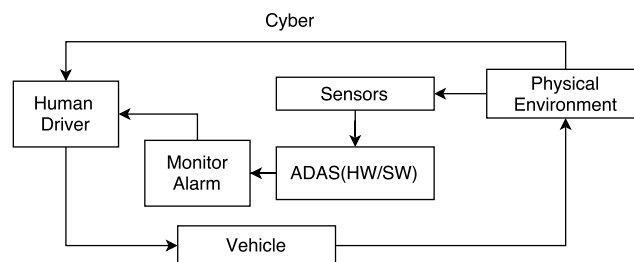 Cyber
Human
Driver
Sensors
Physical
Environment
Monitor
Alarm
ADAS(HW/SW)
Vehicle